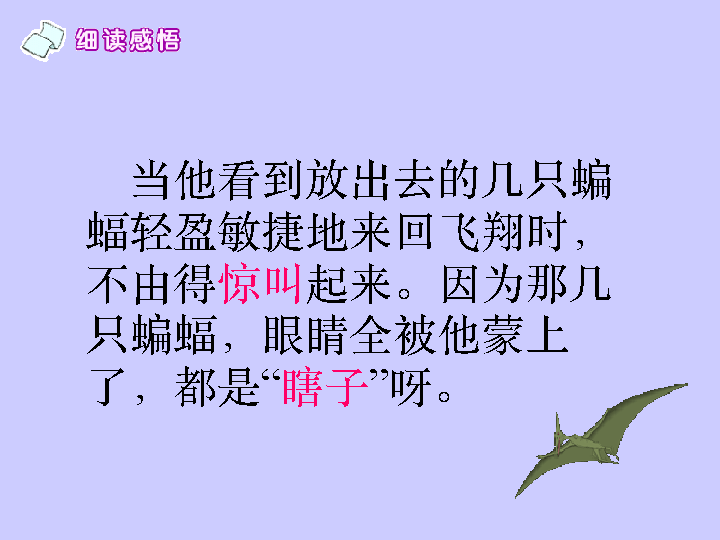 细读感悟
当他看到放出去的几只蝙
蝠轻盈敏捷地来回飞翔时，
不由得惊叫起来。因为那几
只蝙蝠，眼睛全被他蒙上
了，都是“瞎子”呀。